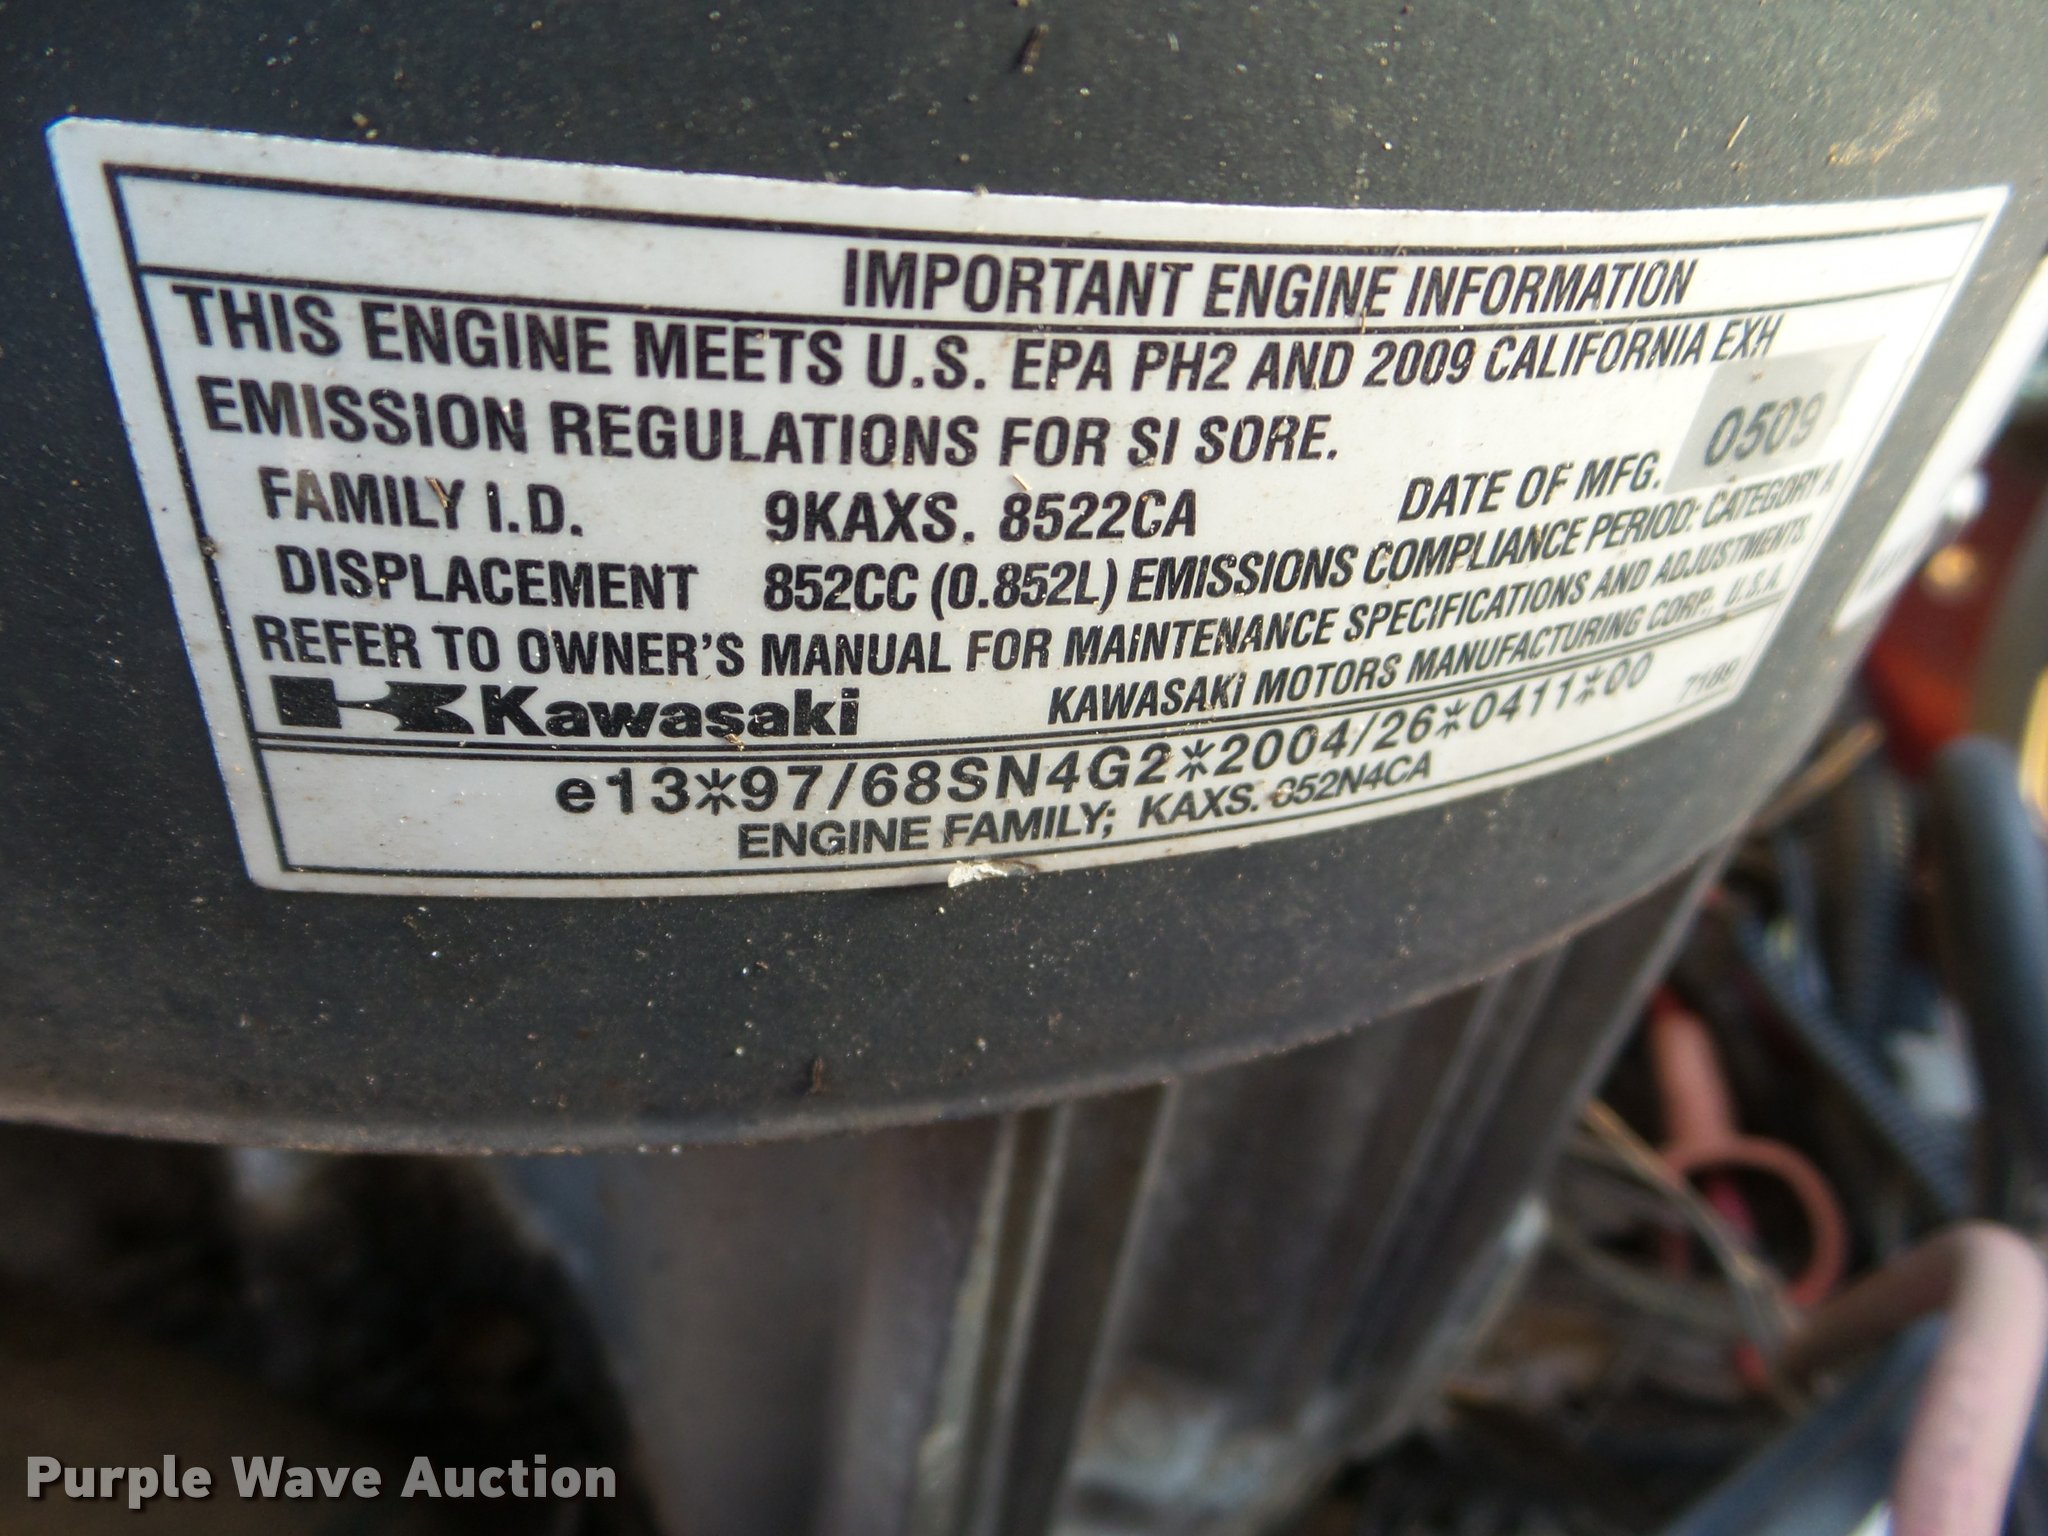 IMPORTANT ENGINE INFORMATION
THIS ENGINE MEETS U.S. EPA PH2 AND 2009 CALIFORNIA EXH
EMISSION REGULATIONS FOR SI SORE.
FAMILY I.D. 9KAXS. 8522CA DATE OF MFG. 0509
DISPLACEMENT 852CC (0.852L) EMISSIONS COMPLIANCE PERIOD: CATEGORY A
REFER TO OWNER'S MANUAL FOR MAINTENANCE SPECIFICATIONS AND ADJUSTMENTS
Kawasaki KAWASAKI MOTORS MANUFACTURING CORP., U.S.A.
e13*97/68SN4G2*2004/26*0411*00
ENGINE FAMILY; KAXS.
Purple Wave Auction